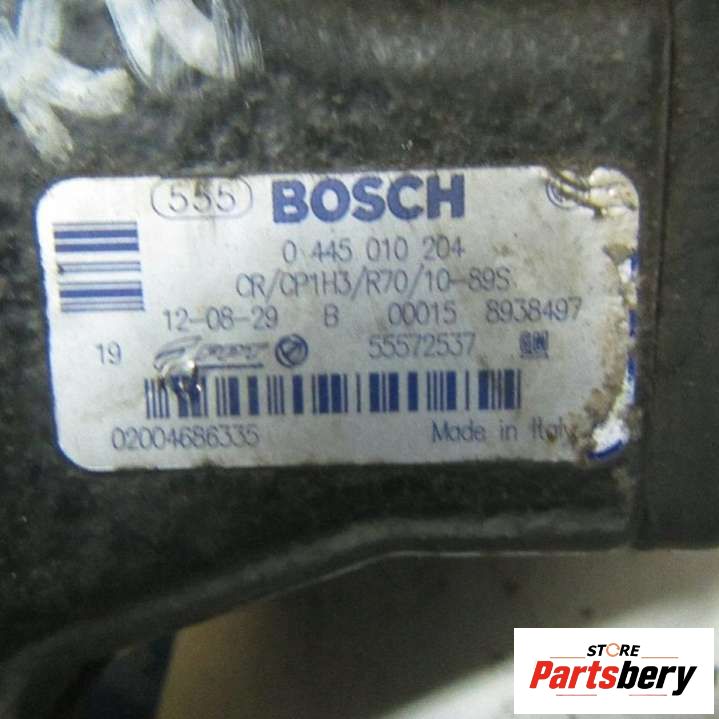 555 BOSCH
0 445 010 204
CR/CP1H3/R70/10-89S
12-08-29 B 00015 8938497
19 55572537 GM
02004686335 Made in Italy
STORE
Partsbery